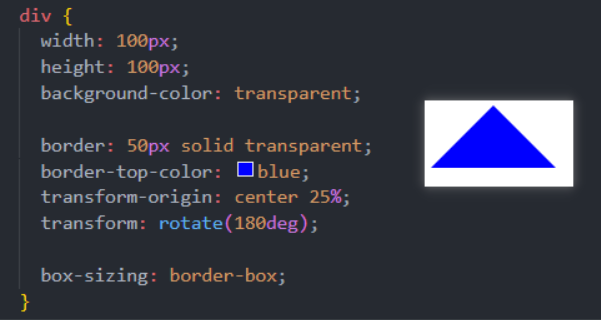 div {
width: 100px;
height: 100px;
background-color: transparent;
border: 50px solid transparent;
border-top-color: blue;
transform-origin: center 25%;
transform: rotate(180deg);
box-sizing: border-box;
}